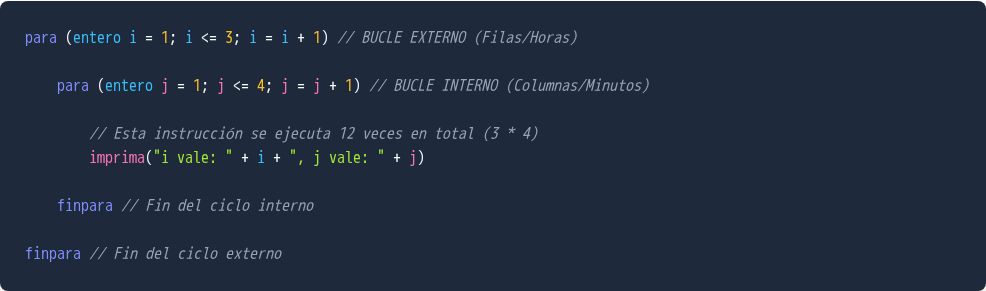 para (entero i = 1; i <= 3; i = i + 1) // BUCLE EXTERNO (Filas/Horas)
para (entero j = 1; j <= 4; j = j + 1) // BUCLE INTERNO (Columnas/Minutos)
// Esta instrucción se ejecuta 12 veces en total (3 * 4)
imprima("i vale: " + i + ", j vale: " + j)
finpara // Fin del ciclo interno
finpara // Fin del ciclo externo